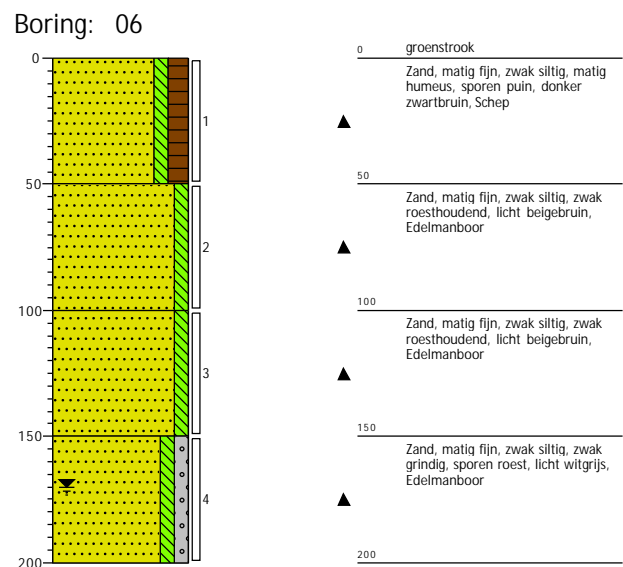 Boring: 06
0
50
100
150
200
1
2
3
4
0 groenstrook
Zand, matig fijn, zwak siltig, matig
humeus, sporen puin, donker
zwartbruin, Schep
50
Zand, matig fijn, zwak siltig, zwak
roesthoudend, licht beigebruin,
Edelmanboor
100
Zand, matig fijn, zwak siltig, zwak
roesthoudend, licht beigebruin,
Edelmanboor
150
Zand, matig fijn, zwak siltig, zwak
grindig, sporen roest, licht witgrijs,
Edelmanboor
200